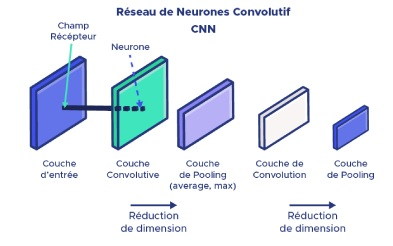 Réseau de Neurones Convolutif
CNN
Champ
Récépteur
Neurone
Couche
d'entrée
Couche
Convolutive
Couche
de Pooling
(average, max)
Couche de
Convolution
Couche
de Pooling
Réduction
de dimension
Réduction
de dimension